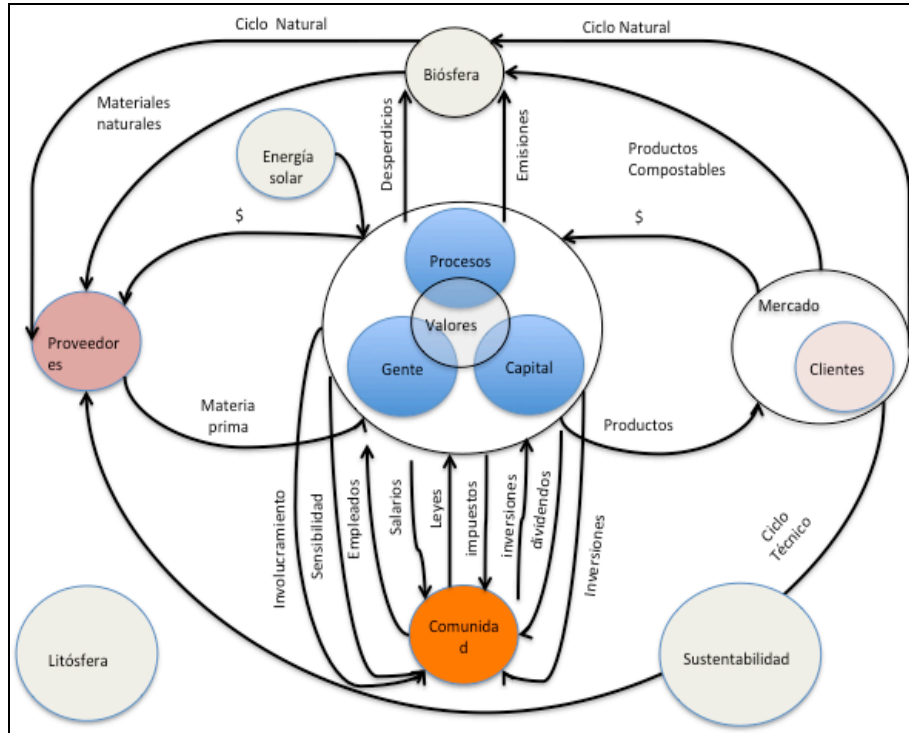 Ciclo Natural
Ciclo Natural
Biósfera
Materiales
naturales
Energía
solar
Desperdicios
Emisiones
Productos
Compostables
$
$
Procesos
Valores
Gente
Capital
Proveedor
es
Mercado
Clientes
Materia
prima
Productos
Involucramiento
Sensibilidad
Empleados
Salarios
Leyes
impuestos
inversiones
dividendos
Inversiones
Ciclo
Técnico
Comunida
d
Litósfera
Sustentabilidad